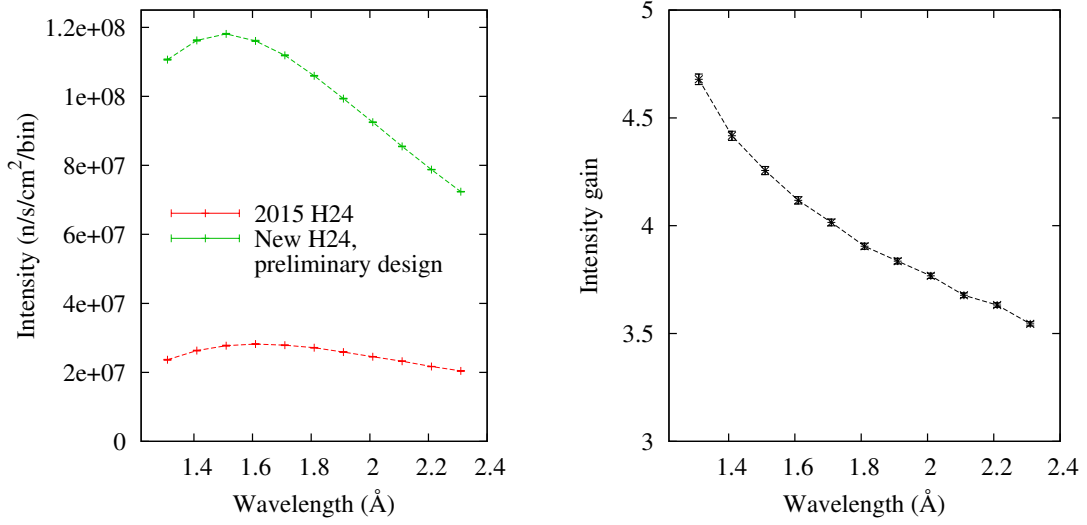 1.2e+08
1e+08
8e+07
6e+07
4e+07
2e+07
0
Intensity (n/s/cm²/bin)
2015 H24
New H24,
preliminary design
1.4 1.6 1.8 2 2.2 2.4
Wavelength (Å)
5
4.5
4
3.5
3
Intensity gain
1.4 1.6 1.8 2 2.2 2.4
Wavelength (Å)